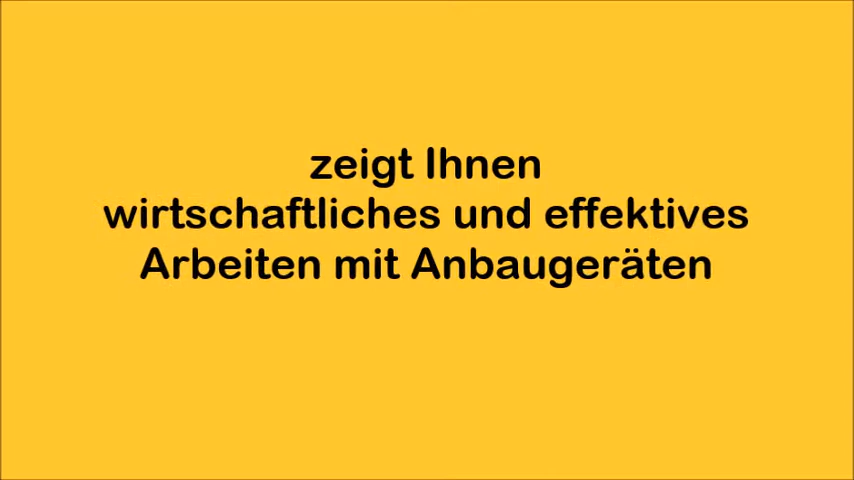 zeigt Ihnen
wirtschaftliches und effektives
Arbeiten mit Anbaugeräten